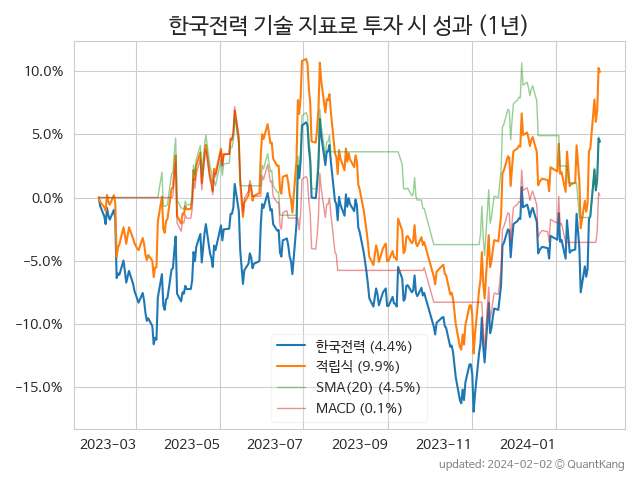 한국전력 기술 지표로 투자 시 성과 (1년)
10.0%
5.0%
0.0%
−5.0%
−10.0%
−15.0%
한국전력 (4.4%)
적립식 (9.9%)
SMA(20) (4.5%)
MACD (0.1%)
2023-03 2023-05 2023-07 2023-09 2023-11 2024-01
updated: 2024-02-02 © QuantKang